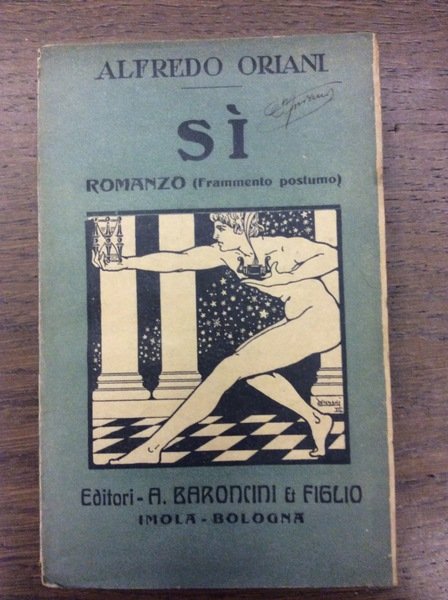 ALFREDO ORIANI
SÌ
ROMANZO (Frammento postumo)
Editori - A. BARONCINI & FIGLIO
IMOLA - BOLOGNA